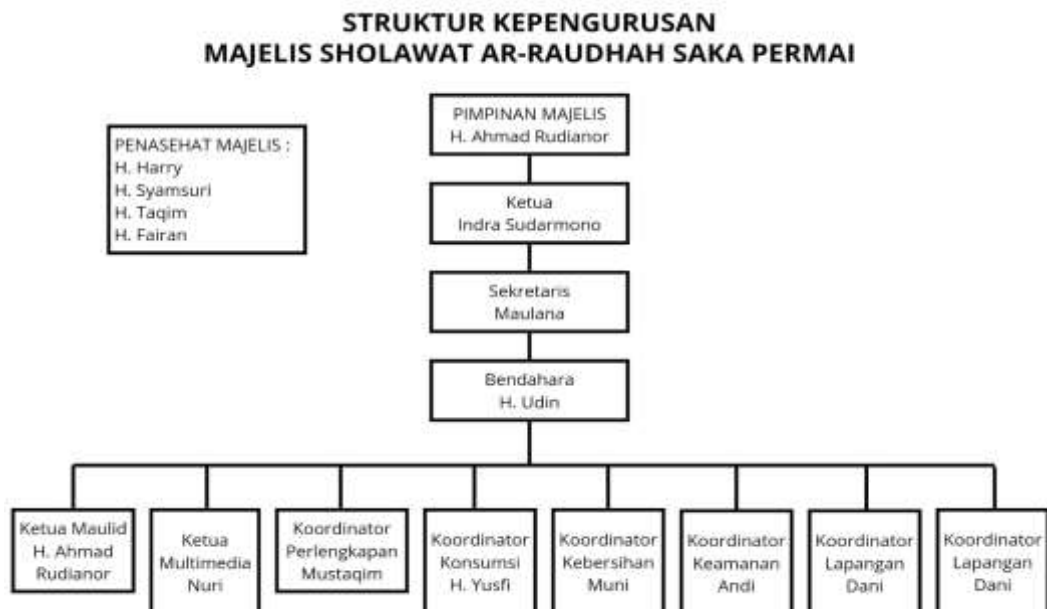 STRUKTUR KEPENGURUSAN
MAJELIS SHOLAWAT AR-RAUDHAH SAKA PERMAI
PIMPINAN MAJELIS
H. Ahmad Rudianor
PENASEHAT MAJELIS :
H. Harry
H. Syamsuri
H. Taqim
H. Fairan
Ketua
Indra Sudarmono
Sekretaris
Maulana
Bendahara
H. Udin
Ketua Maulid
H. Ahmad
Rudianor
Ketua
Multimedia
Nuri
Koordinator
Perlengkapan
Mustaqim
Koordinator
Konsumsi
H. Yusfi
Koordinator
Kebersihan
Muni
Koordinator
Keamanan
Andi
Koordinator
Lapangan
Dani
Koordinator
Lapangan
Dani